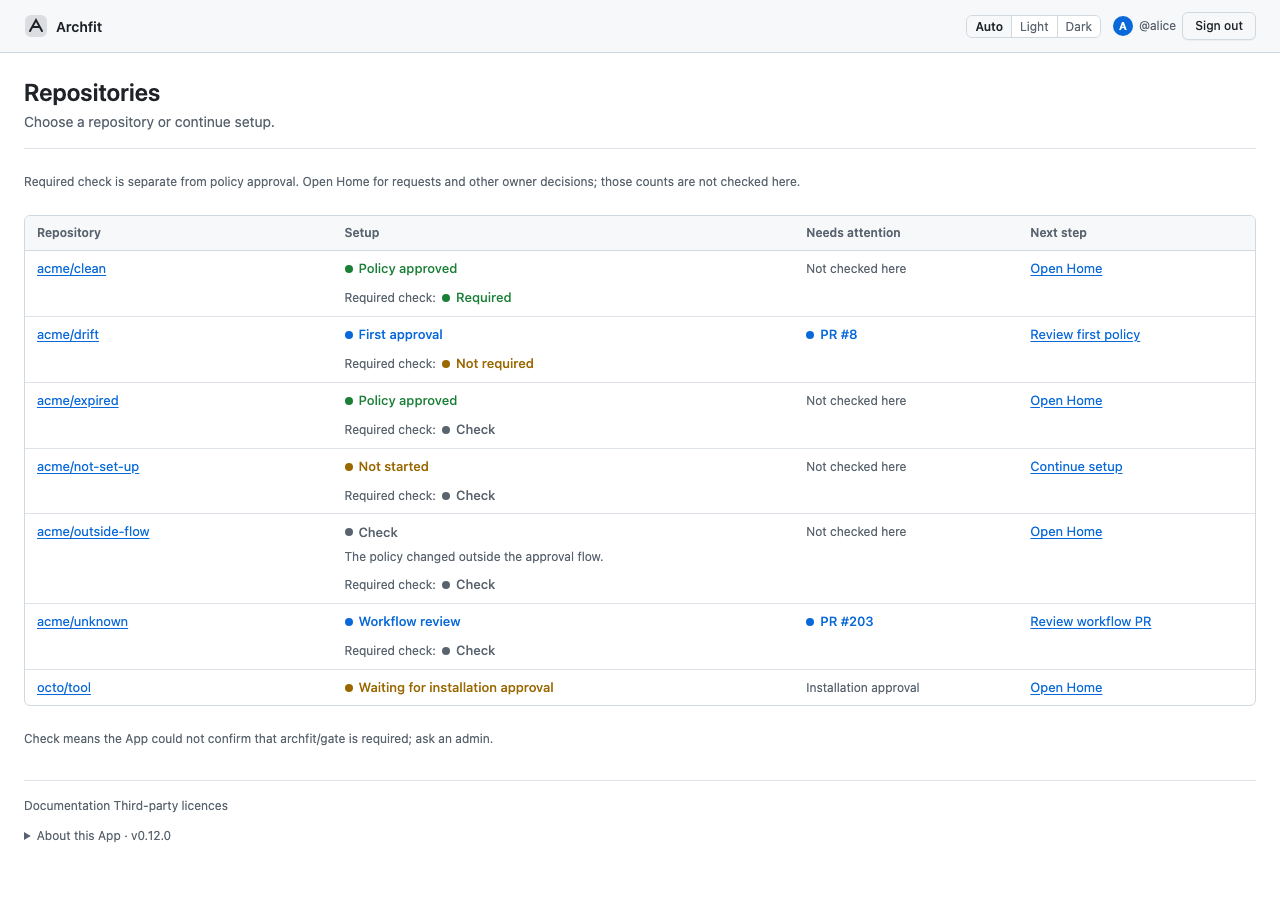 Archfit
Auto Light Dark A @alice Sign out
Repositories
Choose a repository or continue setup.
Required check is separate from policy approval. Open Home for requests and other owner decisions; those counts are not checked here.
Repository Setup Needs attention Next step
acme/clean Policy approved Not checked here Open Home
Required check: Required
acme/drift First approval PR #8 Review first policy
Required check: Not required
acme/expired Policy approved Not checked here Open Home
Required check: Check
acme/not-set-up Not started Not checked here Continue setup
Required check: Check
acme/outside-flow Check Not checked here Open Home
The policy changed outside the approval flow.
Required check: Check
acme/unknown Workflow review PR #203 Review workflow PR
Required check: Check
octo/tool Waiting for installation approval Installation approval Open Home
Check means the App could not confirm that archfit/gate is required; ask an admin.
Documentation Third-party licences
About this App · v0.12.0